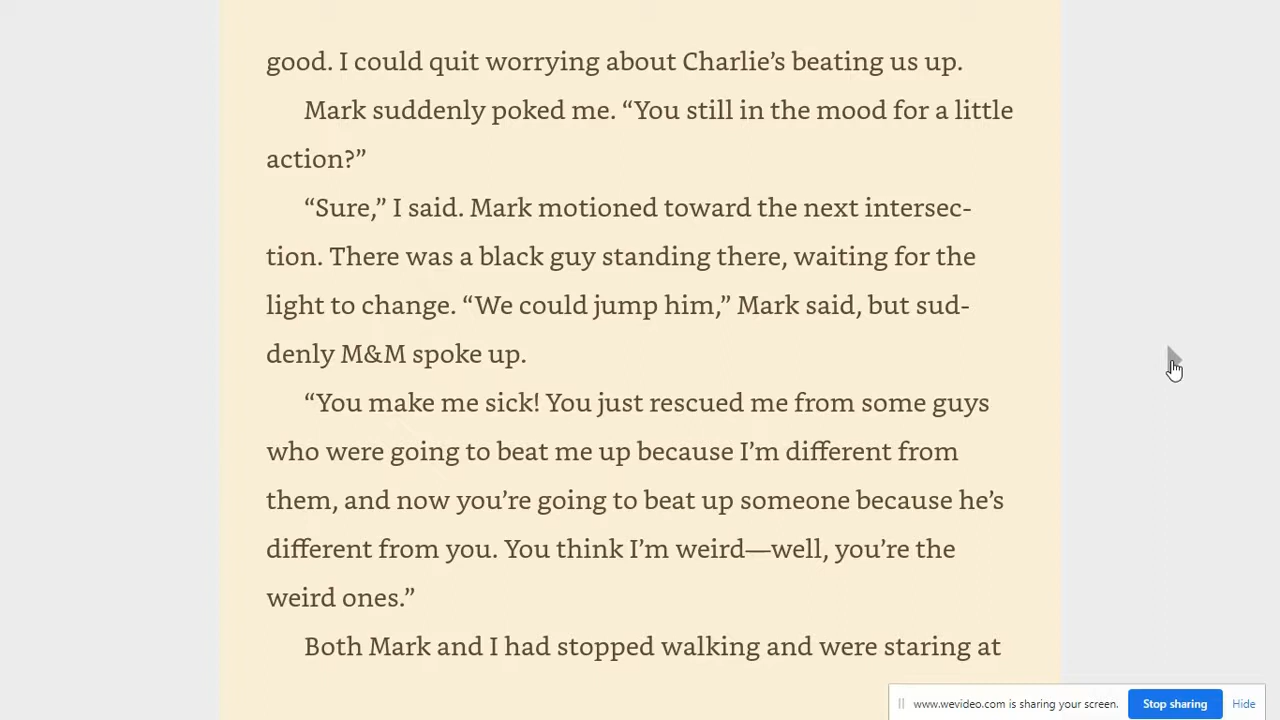 good. I could quit worrying about Charlie’s beating us up.
Mark suddenly poked me. “You still in the mood for a little
action?”
“Sure,” I said. Mark motioned toward the next intersec-
tion. There was a black guy standing there, waiting for the
light to change. “We could jump him,” Mark said, but sud-
denly M&M spoke up.
“You make me sick! You just rescued me from some guys
who were going to beat me up because I’m different from
them, and now you’re going to beat up someone because he’s
different from you. You think I’m weird—well, you’re the
weird ones.”
Both Mark and I had stopped walking and were staring at
www.wevideo.com is sharing your screen. Stop sharing Hide